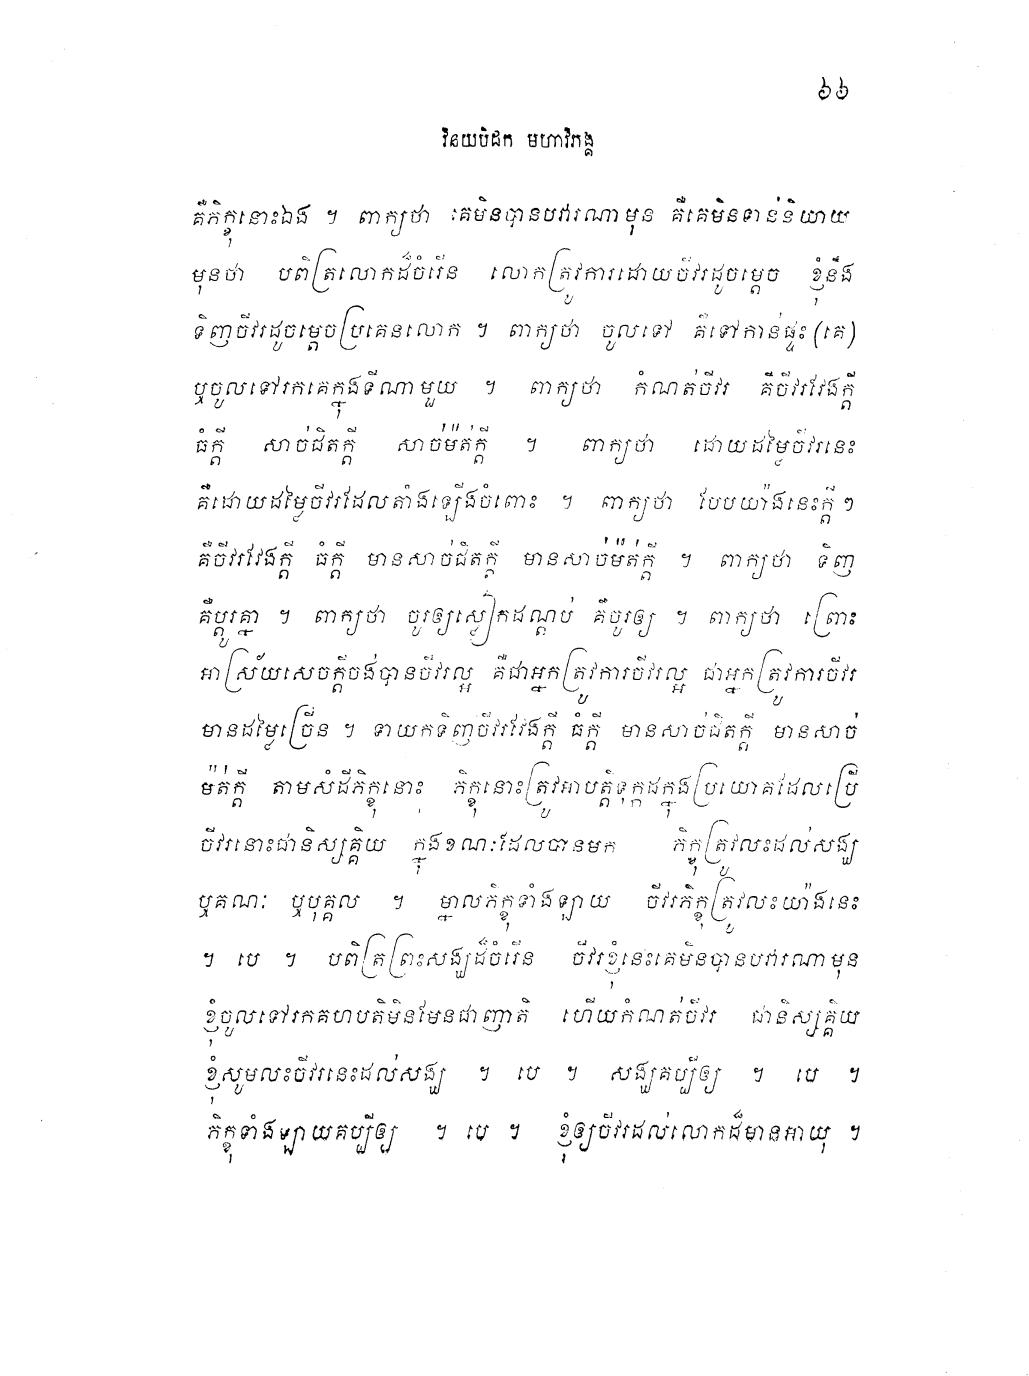 ៦៦
វិនយបិដក មហាវិភង្គ
គឺភិក្ខុនោះឯង ។ ពាក្យថា គេមិនបានបវារណាមុន គឺគេមិនទាន់និយាយ
មុនថា បពិត្រលោកដ៏ចំរើន លោកត្រូវការដោយចីវរដូចម្តេច ខ្ញុំនឹង
ទិញចីវរដូចម្តេចប្រគេនលោក ។ ពាក្យថា ចូលទៅ គឺទៅកាន់ផ្ទះ (គេ)
ឬចូលទៅរកគេក្នុងទីណាមួយ ។ ពាក្យថា កំណត់ចីវរ គឺចីវរវែងក្តី
ធំក្តី សាច់ជិតក្តី សាច់ម៉ត់ក្តី ។ ពាក្យថា ដោយដម្លៃចីវរនេះ
គឺដោយដម្លៃចីវរដែលតាំងឡើងចំពោះ ។ ពាក្យថា បែបយ៉ាងនេះក្តី ៗ
គឺចីវរវែងក្តី ធំក្តី មានសាច់ជិតក្តី មានសាច់ម៉ត់ក្តី ។ ពាក្យថា ទិញ
គឺប្តូរគ្នា ។ ពាក្យថា ចូរឲ្យស្លៀកដណ្តប់ គឺចូរឲ្យ ។ ពាក្យថា ព្រោះ
អាស្រ័យសេចក្តីចង់បានចីវរល្អ គឺជាអ្នកត្រូវការចីវរល្អ ជាអ្នកត្រូវការចីវរ
មានដម្លៃច្រើន ។ ទាយកទិញចីវរវែងក្តី ធំក្តី មានសាច់ជិតក្តី មានសាច់
ម៉ត់ក្តី តាមសំដីភិក្ខុនោះ ភិក្ខុនោះត្រូវអាបត្តិទុក្កដក្នុងប្រយោគដែលប្រើ
ចីវរនោះជានិស្សគ្គិយ ក្នុងខណៈដែលបានមក ភិក្ខុត្រូវលះដល់សង្ឃ
ឬគណៈ ឬបុគ្គល ។ ម្នាលភិក្ខុទាំងឡាយ ចីវរភិក្ខុត្រូវលះយ៉ាងនេះ
។ បេ ។ បពិត្រព្រះសង្ឃដ៏ចំរើន ចីវរខ្ញុំនេះគេមិនបានបវារណាមុន
ខ្ញុំចូលទៅរកគហបតិមិនមែនជាញាតិ ហើយកំណត់ចីវរ ជានិស្សគ្គិយ
ខ្ញុំសូមលះចីវរនេះដល់សង្ឃ ។ បេ ។ សង្ឃគប្បីឲ្យ ។ បេ ។
ភិក្ខុទាំងឡាយគប្បីឲ្យ ។ បេ ។ ខ្ញុំឲ្យចីវរដល់លោកដ៏មានអាយុ ។